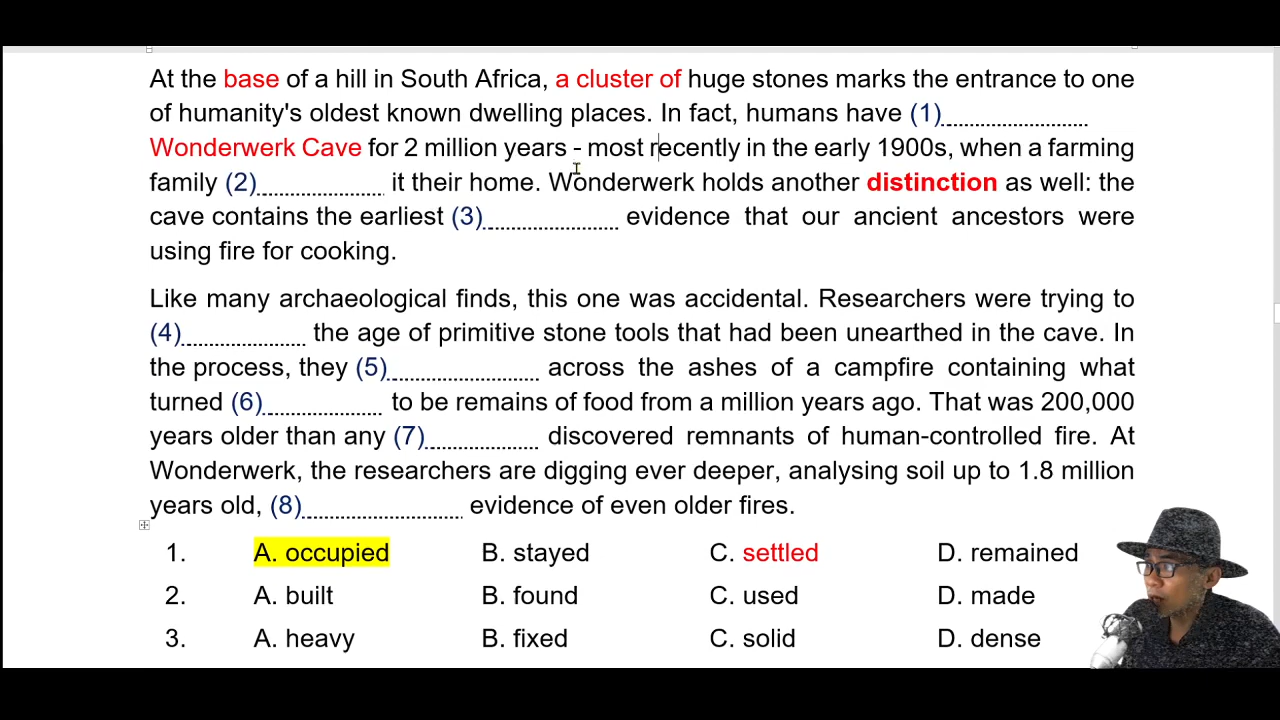 At the base of a hill in South Africa, a cluster of huge stones marks the entrance to one
of humanity's oldest known dwelling places. In fact, humans have (1)....................
Wonderwerk Cave for 2 million years - most recently in the early 1900s, when a farming
family (2).................... it their home. Wonderwerk holds another distinction as well: the
cave contains the earliest (3).................... evidence that our ancient ancestors were
using fire for cooking.
Like many archaeological finds, this one was accidental. Researchers were trying to
(4).................... the age of primitive stone tools that had been unearthed in the cave. In
the process, they (5).................... across the ashes of a campfire containing what
turned (6).................... to be remains of food from a million years ago. That was 200,000
years older than any (7).................... discovered remnants of human-controlled fire. At
Wonderwerk, the researchers are digging ever deeper, analysing soil up to 1.8 million
years old, (8).................... evidence of even older fires.
1. A. occupied B. stayed C. settled D. remained
2. A. built B. found C. used D. made
3. A. heavy B. fixed C. solid D. dense